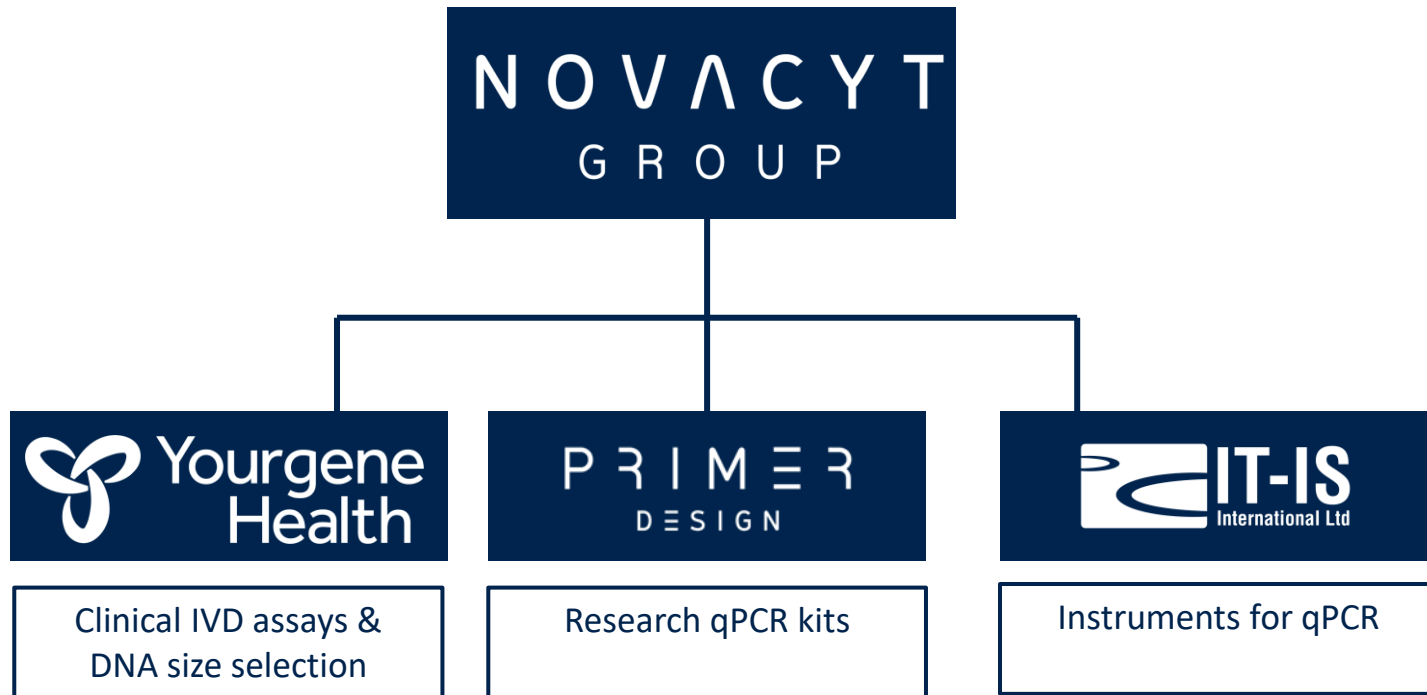 NOVACYT
GROUP
Yourgene
Health
PRIMER
DESIGN
IT-IS
International Ltd
Clinical IVD assays &
DNA size selection
Research qPCR kits
Instruments for qPCR